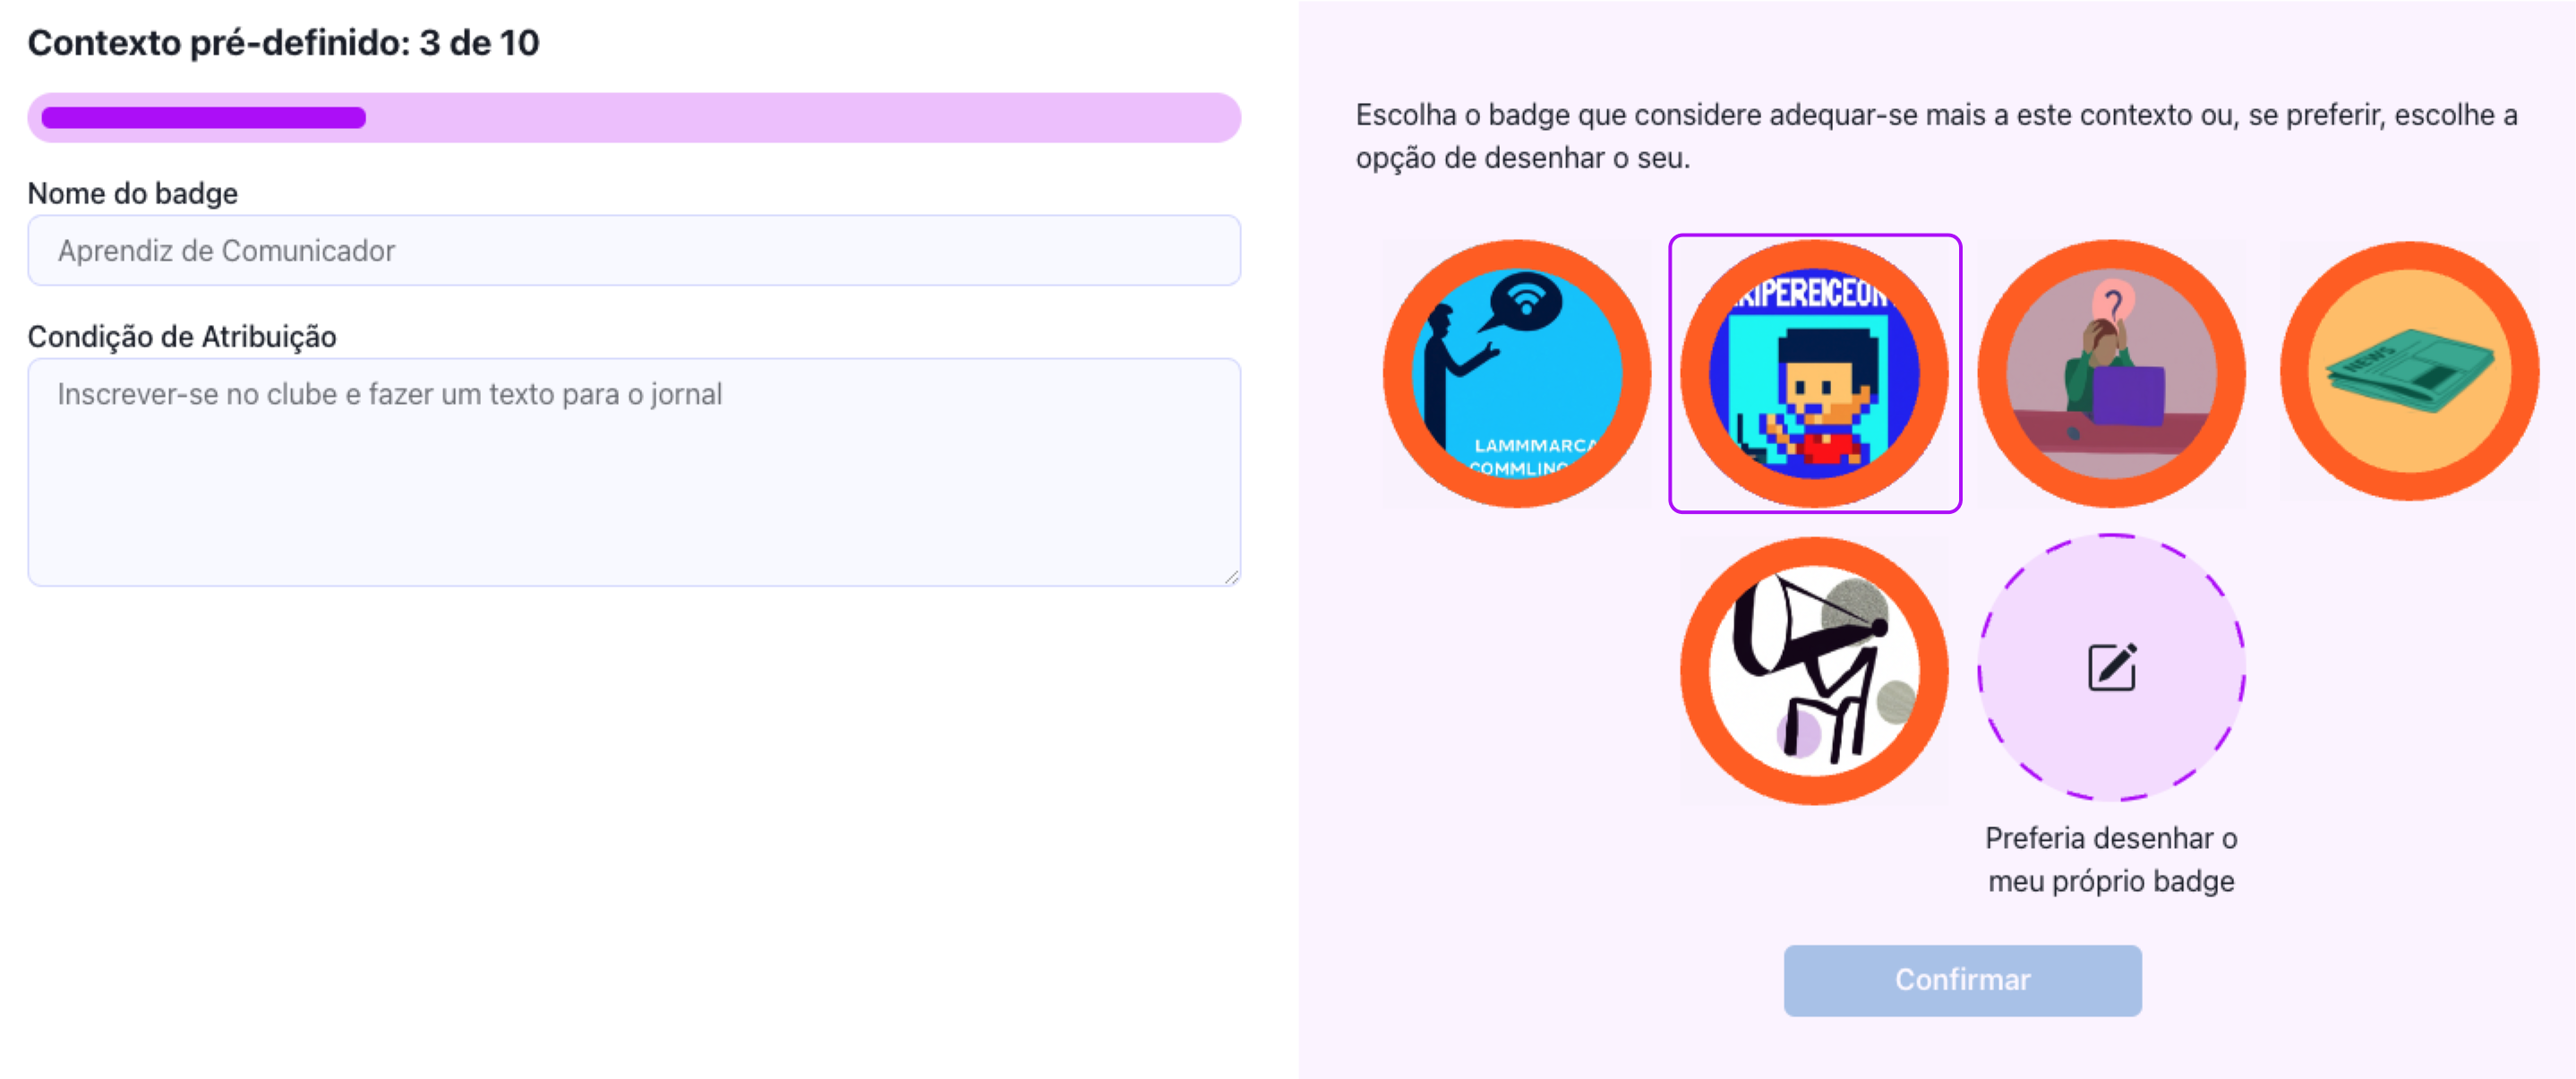 Contexto pré-definido: 3 de 10
Nome do badge
Aprendiz de Comunicador
Condição de Atribuição
Inscrever-se no clube e fazer um texto para o jornal
Escolha o badge que considere adequar-se mais a este contexto ou, se preferir, escolhe a
opção de desenhar o seu.
LAMMMARCA
COMMLING
RIPEREICEON
?
NEWS
Preferia desenhar o
meu próprio badge
Confirmar